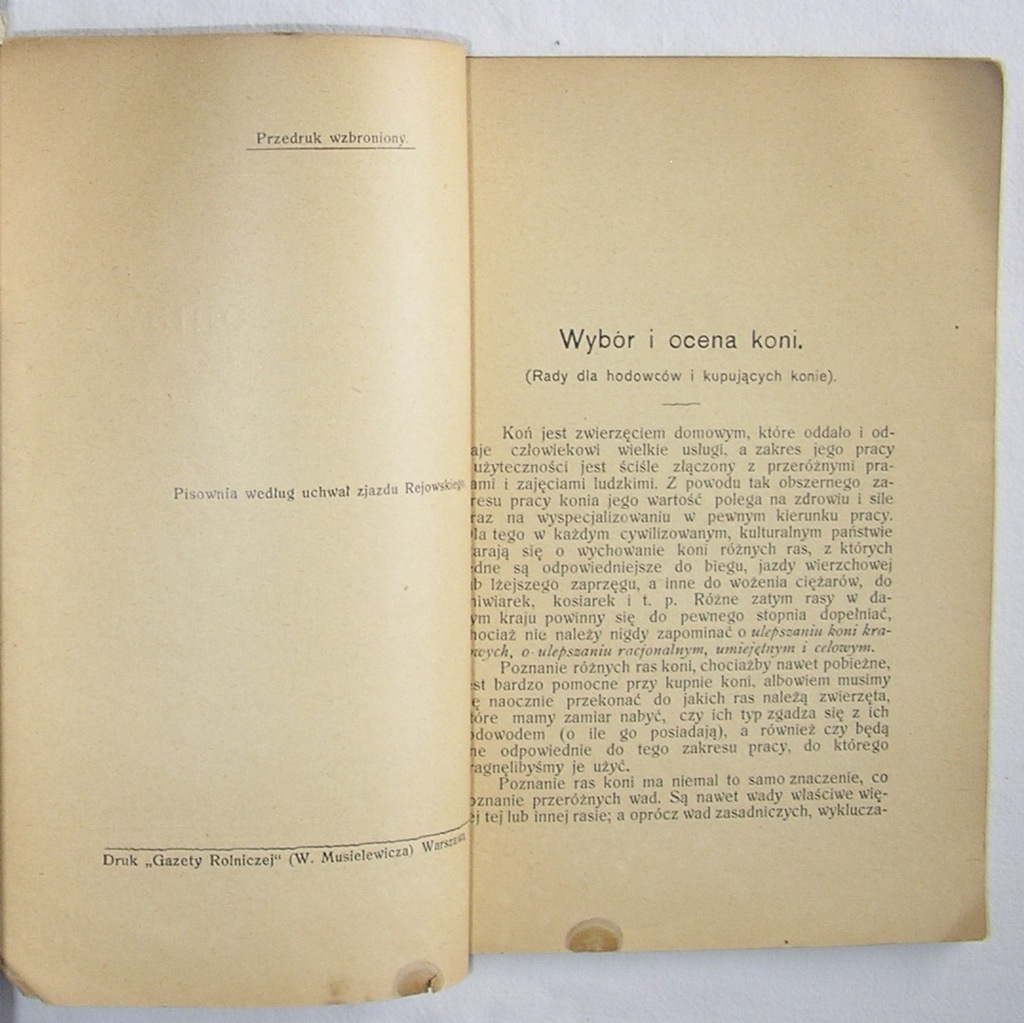 Przedruk wzbroniony.
Pisownia według uchwał zjazdu Rejowskiego
Druk „Gazety Rolniczej“ (W. Musielewicza) Warszawa
Wybór i ocena koni.
(Rady dla hodowców i kupujących konie).
Koń jest zwierzęciem domowym, które oddało i od-
aje człowiekowi wielkie usługi, a zakres jego pracy
użyteczności jest ściśle złączony z przeróżnymi pra-
ami i zajęciami ludzkimi. Z powodu tak obszernego za-
resu pracy konia jego wartość polega na zdrowiu i sile
raz na wyspecjalizowaniu w pewnym kierunku pracy.
la tego w każdym cywilizowanym, kulturalnym państwie
arają się o wychowanie koni różnych ras, z których
dne są odpowiedniejsze do biegu, jazdy wierzchowej
b lżejszego zaprzęgu, a inne do wożenia ciężarów, do
niwiarek, kosiarek i t. p. Różne zatym rasy w da-
ym kraju powinny się do pewnego stopnia dopełniać,
hociaż nie należy nigdy zapominać o ulepszaniu koni kra-
wych, o ulepszaniu racjonalnym, umiejętnym i celowym.
Poznanie różnych ras koni, chociażby nawet pobieżne,
st bardzo pomocne przy kupnie koni, albowiem musimy
ę naocznie przekonać do jakich ras należą zwierzęta,
óre mamy zamiar nabyć, czy ich typ zgadza się z ich
dowodem (o ile go posiadają), a również czy będą
ne odpowiednie do tego zakresu pracy, do którego
ragnęlibyśmy je użyć.
Poznanie ras koni ma niemal to samo znaczenie, co
oznanie przeróżnych wad. Są nawet wady właściwe wię-
ej tej lub innej rasie; a oprócz wad zasadniczych, wyklucza-